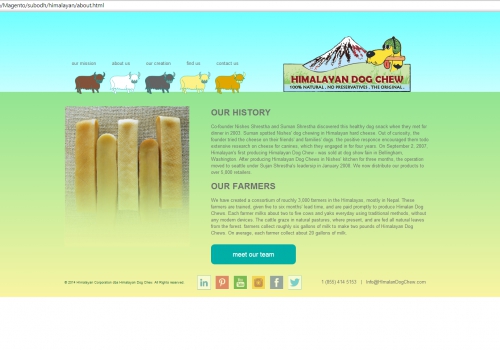 /Magento/subodh/himalayan/about.html
our mission about us our creation find us contact us
HIMALAYAN DOG CHEW
100% NATURAL . NO PRESERVATIVES . THE ORIGINAL .
OUR HISTORY
Co-founder Nishes Shrestha and Suman Shrestha discovered this healthy dog snack when they met for
show in 2003. Suman spotted Nishes' dog chewing in Himalayan hard cheese. Out of curiosity, the
founder tried the cheese on their friends' and families' dogs. His positive response encouraged them into
extensive research on cheese for canines, which they engaged in for four years. On September 2, 2007,
Himalayan's first producing Himalayan Dog Chew - was sold at dog show fair in Bellingham,
Washington. After producing Himalayan Dog Chews in Nishes' kitchen for three months, the operation
moved to seattle Sujan Shrestha's leadership in January 2008. We now distribute our products to
over 5,000 retailers
OUR FARMERS
We have created a consortium of roughly 3,000 farmers in the Himalayas, mostly in Nepal. These
farmers are trained, given five to six months' lead time, and are paid promptly to produce Himalan Dog
Chews. Each farmer milks about two to five cows and yaks everyday using traditional methods, without
any modern devices. The cattle graze in natural pastures, where present, and are fed all natural leaves
from the forest. farmers collect roughly six gallons of milk to make two pounds of Himalayan Dog
Chews. On average, each farmer collect about 20 gallons of milk.
meet our team
© 2014 Himalayan Corporation dba Himalayan Dog Chew. All Rights reserved 1 (855) 414 5153 | info@HimalanDogChew.com